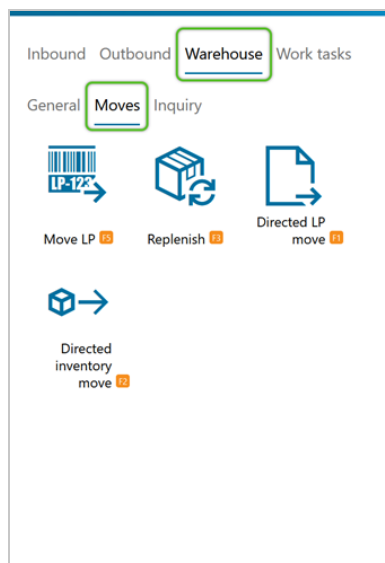 Inbound Outbound Warehouse Work tasks
General Moves Inquiry
LP-123
Move LP F5
Replenish F3
Directed LP
move F1
Directed
inventory
move F2